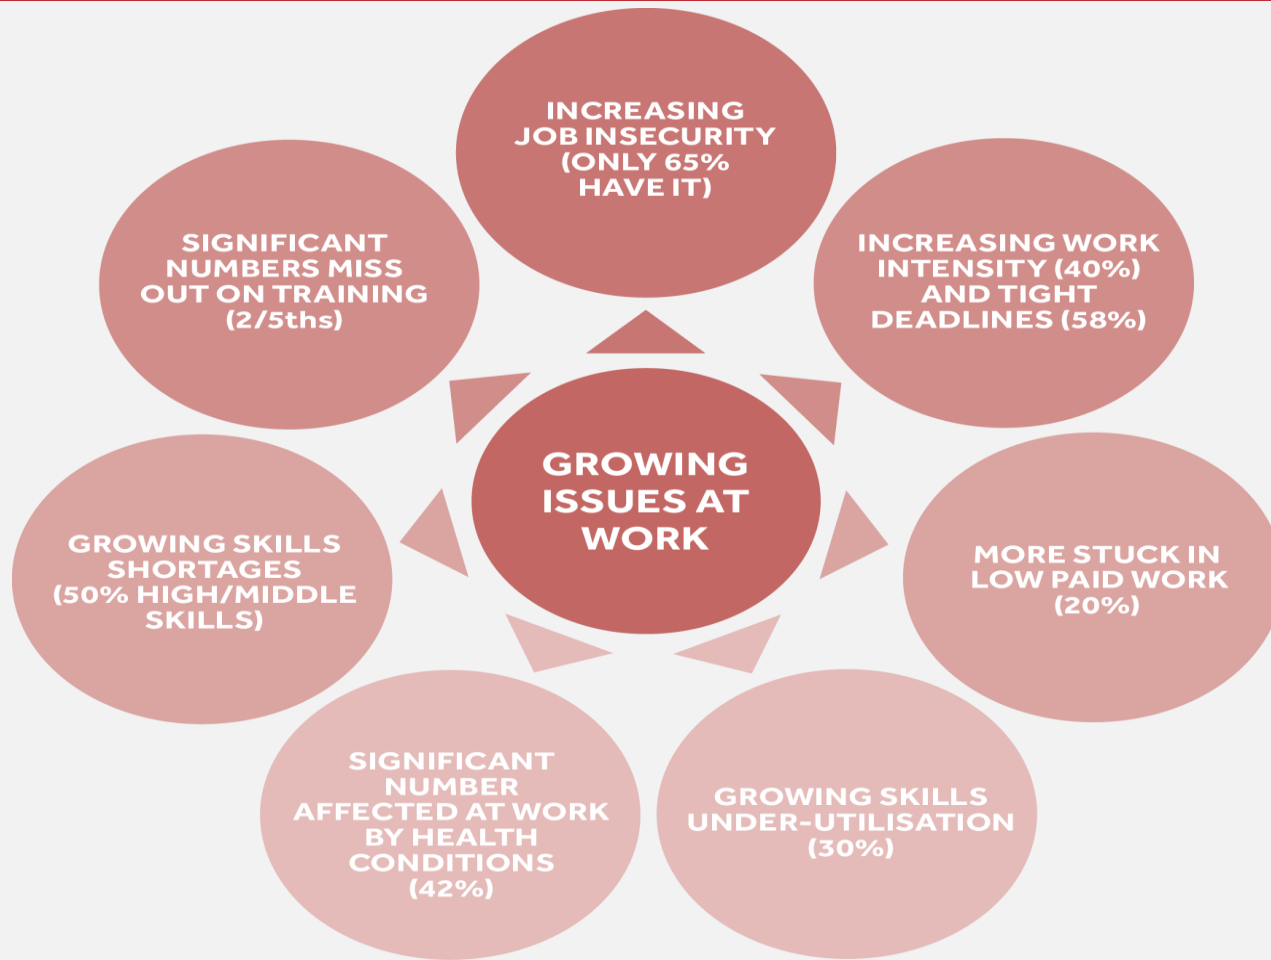 GROWING
ISSUES AT
WORK
INCREASING
JOB INSECURITY
(ONLY 65%
HAVE IT)
INCREASING WORK
INTENSITY (40%)
AND TIGHT
DEADLINES (58%)
MORE STUCK IN
LOW PAID WORK
(20%)
GROWING SKILLS
UNDER-UTILISATION
(30%)
SIGNIFICANT
NUMBER
AFFECTED AT WORK
BY HEALTH
CONDITIONS
(42%)
GROWING SKILLS
SHORTAGES
(50% HIGH/MIDDLE
SKILLS)
SIGNIFICANT
NUMBERS MISS
OUT ON TRAINING
(2/5ths)